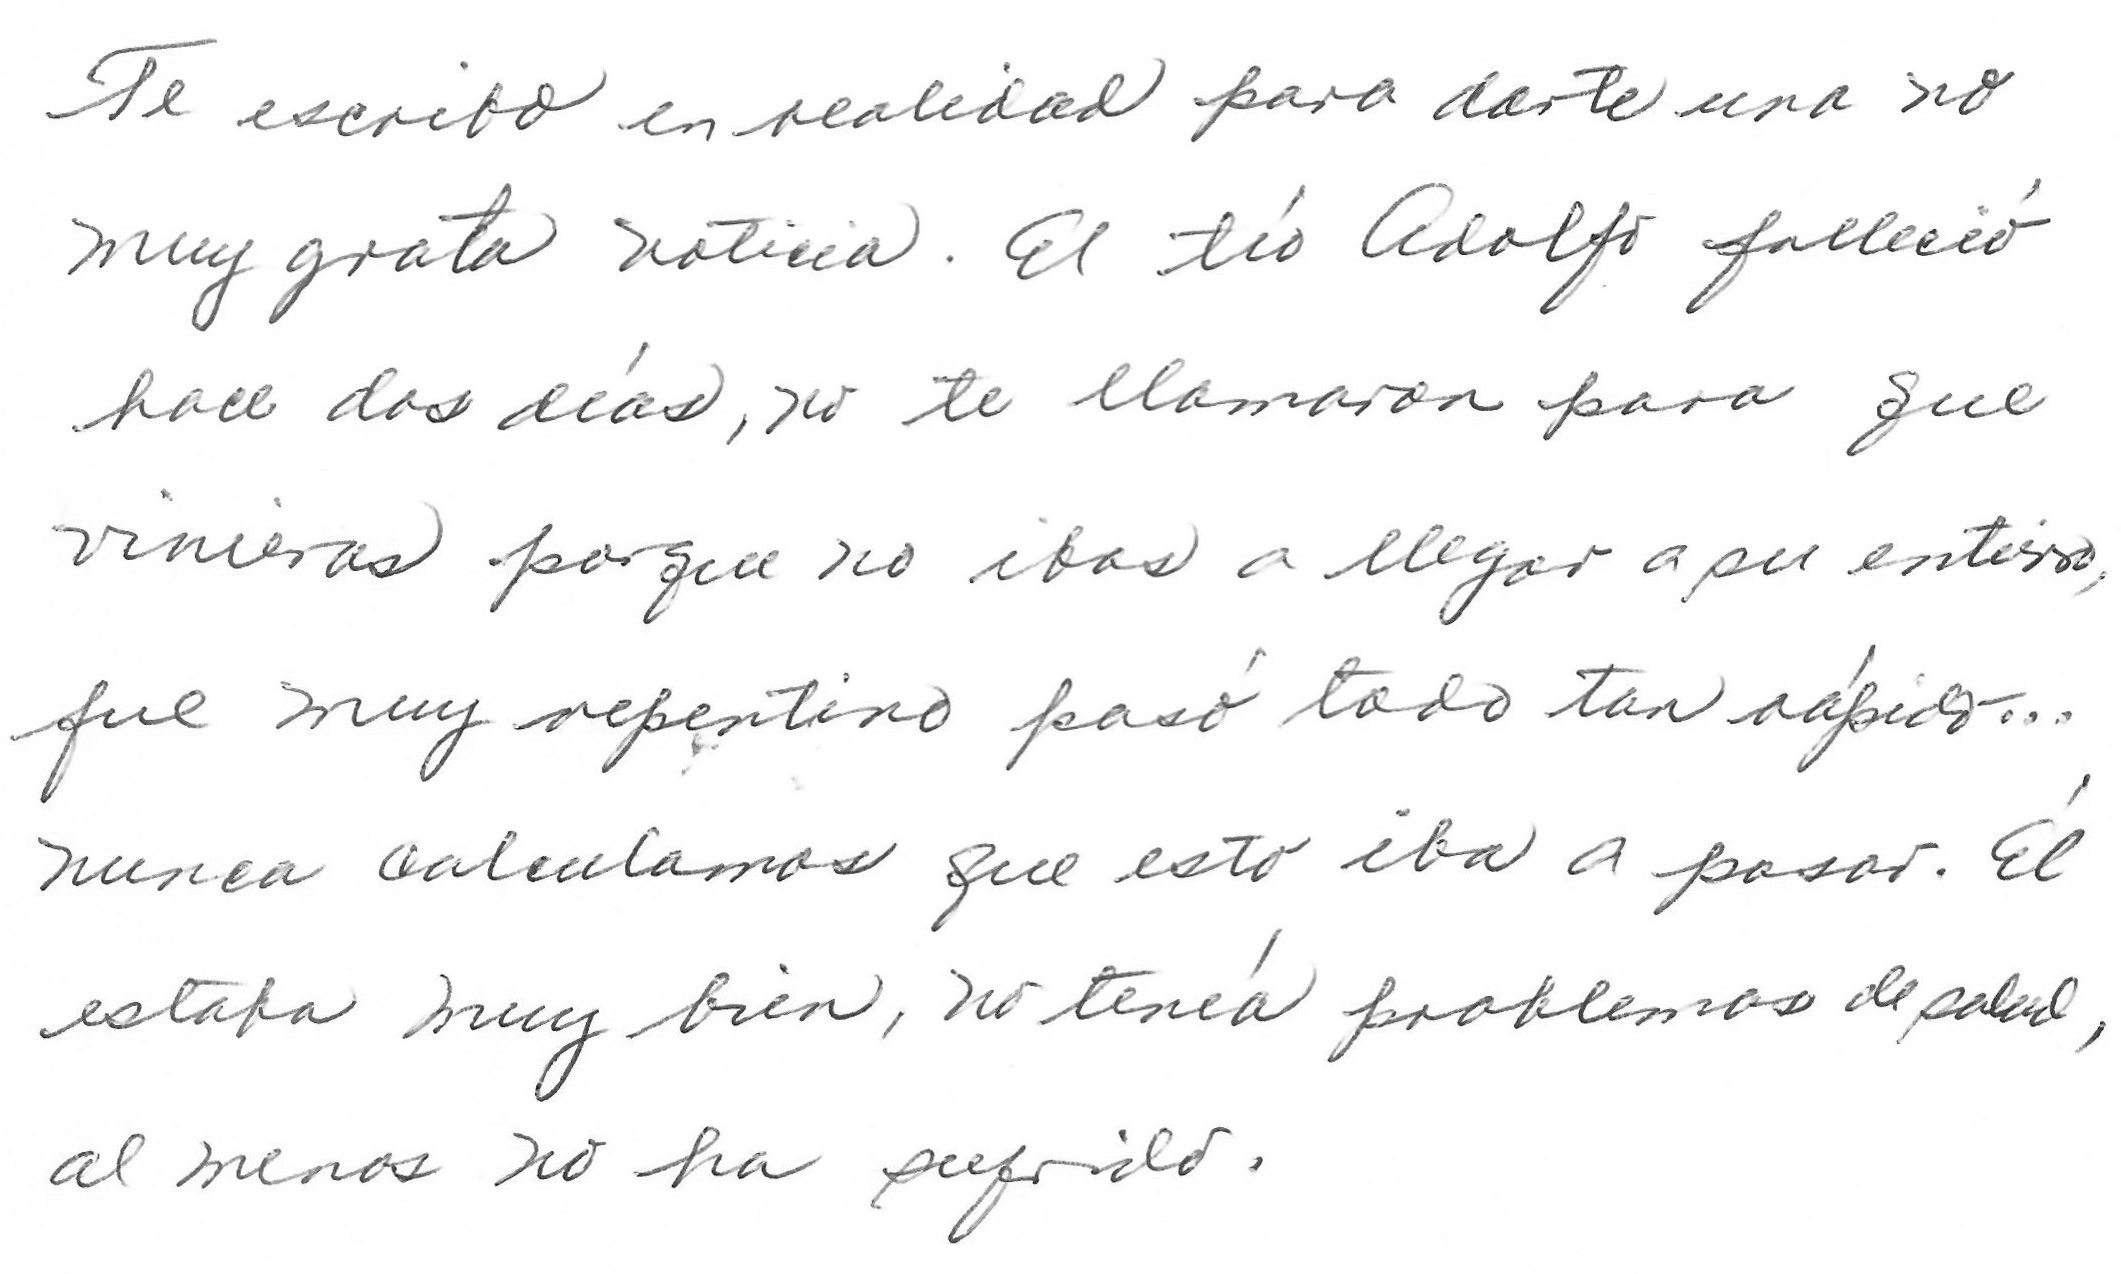 Te escribo en realidad para darte una no
muy grata noticia. El tío Adolfo falleció
hace dos días, no te llamaron para que
vinieras porque no ibas a llegar a su entierro,
fue muy repentino pasó todo tan rápido...
nunca calculamos que esto iba a pasar. Él
estaba muy bien, no tenía problemas de salud,
al menos no ha sufrido.